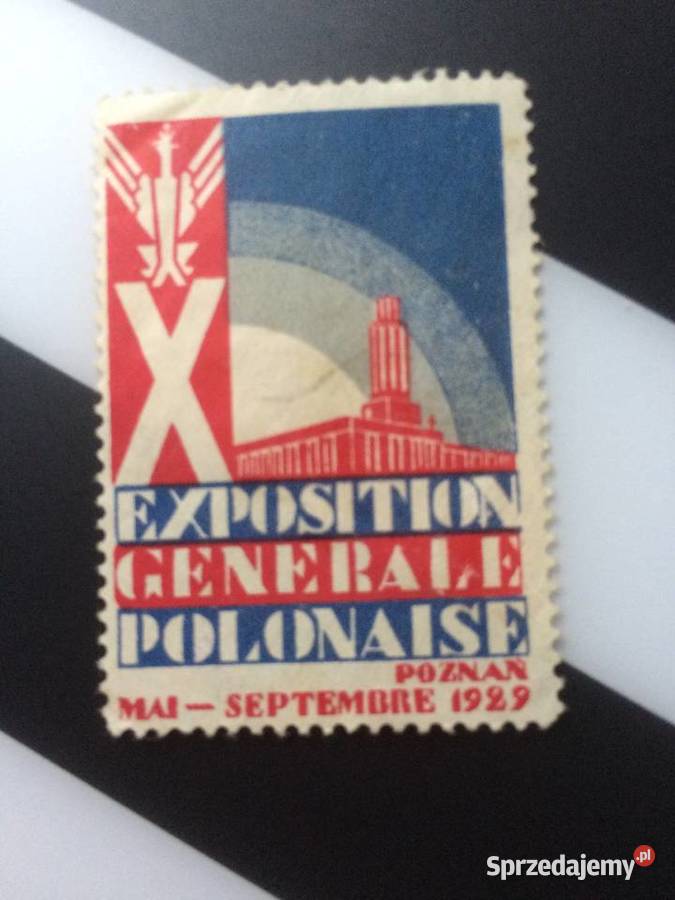 X
EXPOSITION
GENERALE
POLONAISE
POZNAŃ
MAI — SEPTEMBRE 1929
Sprzedajemy.pl